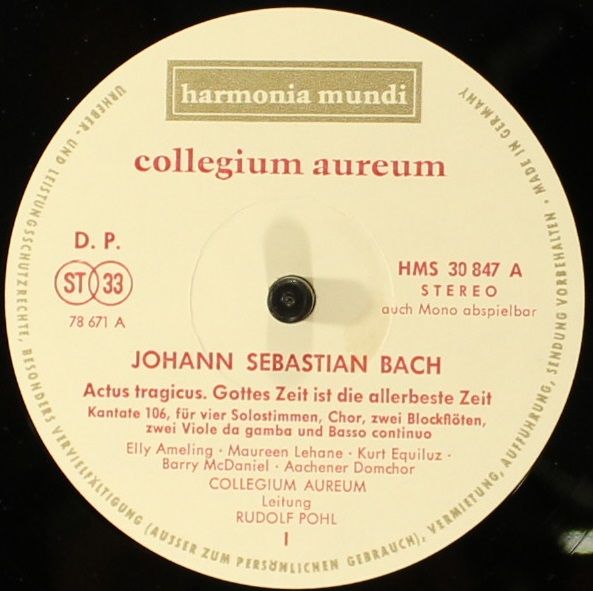 harmonia mundi
collegium aureum
D. P.
ST 33
78 671 A
HMS 30 847 A
STEREO
auch Mono abspielbar
JOHANN SEBASTIAN BACH
Actus tragicus. Gottes Zeit ist die allerbeste Zeit
Kantate 106, für vier Solostimmen, Chor, zwei Blockflöten,
zwei Viole da gamba und Basso continuo
Elly Ameling · Maureen Lehane · Kurt Equiluz ·
Barry McDaniel · Aachener Domchor
COLLEGIUM AUREUM
Leitung
RUDOLF POHL
I
URHEBER- UND LEISTUNGSSCHUTZRECHTE, BESONDERS VERVIELFÄLTIGUNG (AUSSER ZUM PERSÖNLICHEN GEBRAUCH), VERMIETUNG, AUFFÜHRUNG, SENDUNG VORBEHALTEN · MADE IN GERMANY